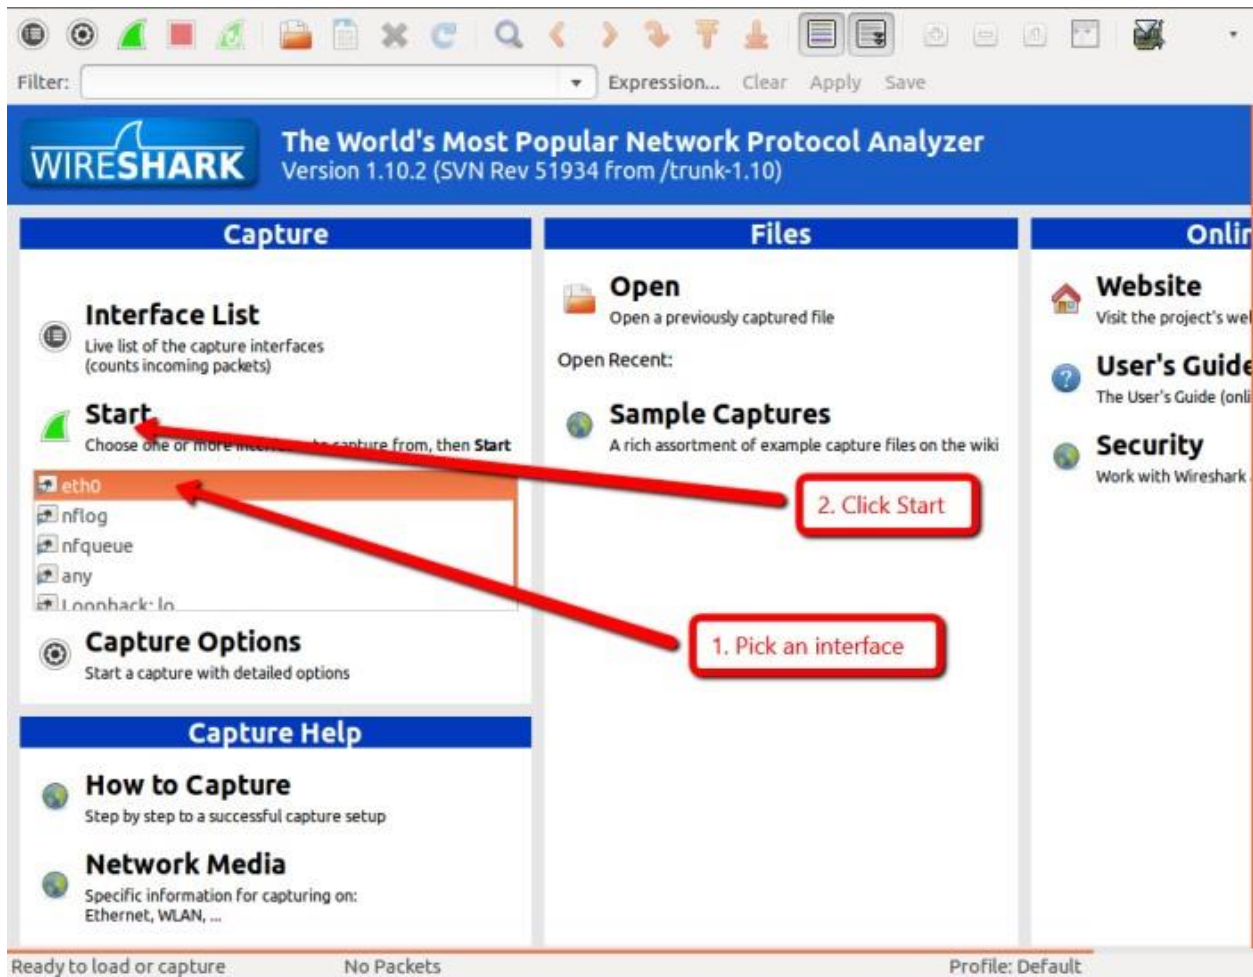 Filter:
Expression... Clear Apply Save
WIRESHARK
The World's Most Popular Network Protocol Analyzer
Version 1.10.2 (SVN Rev 51934 from /trunk-1.10)
Capture
Interface List
Live list of the capture interfaces
(counts incoming packets)
Start
Choose one or more to capture from, then Start
eth0
nflog
nfqueue
any
Loopback: lo
Capture Options
Start a capture with detailed options
Capture Help
How to Capture
Step by step to a successful capture setup
Network Media
Specific information for capturing on:
Ethernet, WLAN, ...
Files
Open
Open a previously captured file
Open Recent:
Sample Captures
A rich assortment of example capture files on the wiki
2. Click Start
1. Pick an interface
Onlin
Website
Visit the project's wel
User's Guide
The User's Guide (onli
Security
Work with Wireshark
Ready to load or capture
No Packets
Profile: Default